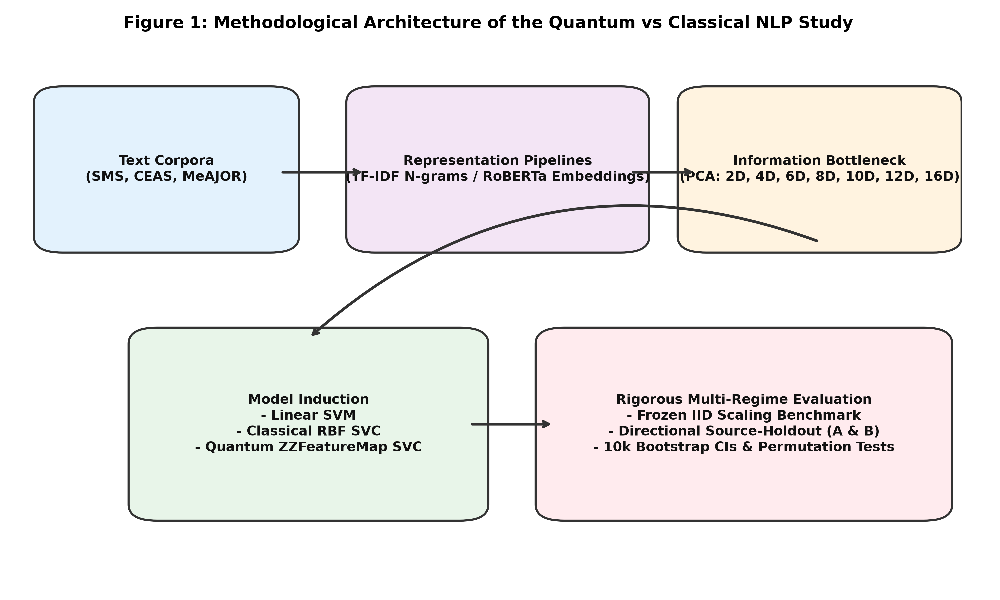 Figure 1: Methodological Architecture of the Quantum vs Classical NLP Study
Text Corpora
(SMS, CEAS, MeAJOR)
Representation Pipelines
(TF-IDF N-grams / RoBERTa Embeddings)
Information Bottleneck
(PCA: 2D, 4D, 6D, 8D, 10D, 12D, 16D)
Model Induction
- Linear SVM
- Classical RBF SVC
- Quantum ZZFeatureMap SVC
Rigorous Multi-Regime Evaluation
- Frozen IID Scaling Benchmark
- Directional Source-Holdout (A & B)
- 10k Bootstrap CIs & Permutation Tests